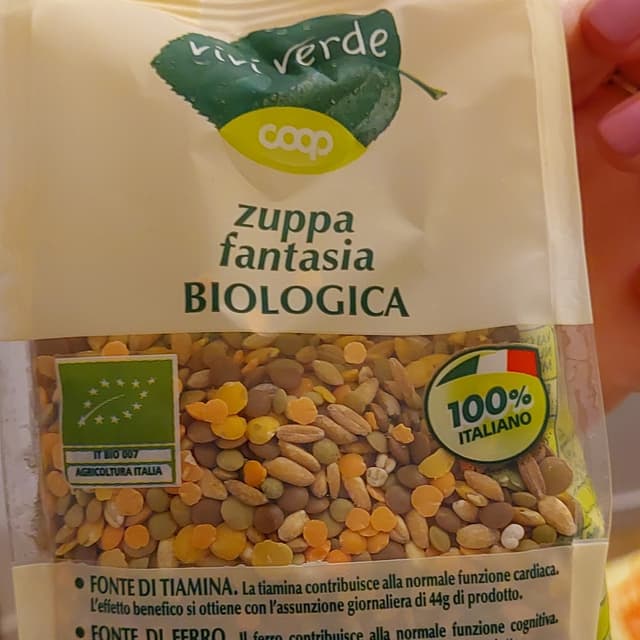 vivi verde
coop
zuppa
fantasia
BIOLOGICA
100%
ITALIANO
IT BIO 007
AGRICOLTURA ITALIA
• FONTE DI TIAMINA. La tiamina contribuisce alla normale funzione cardiaca.
L'effetto benefico si ottiene con l'assunzione giornaliera di 44g di prodotto.
• FONTE DI FERRO. Il ferro contribuisce alla normale funzione cognitiva.